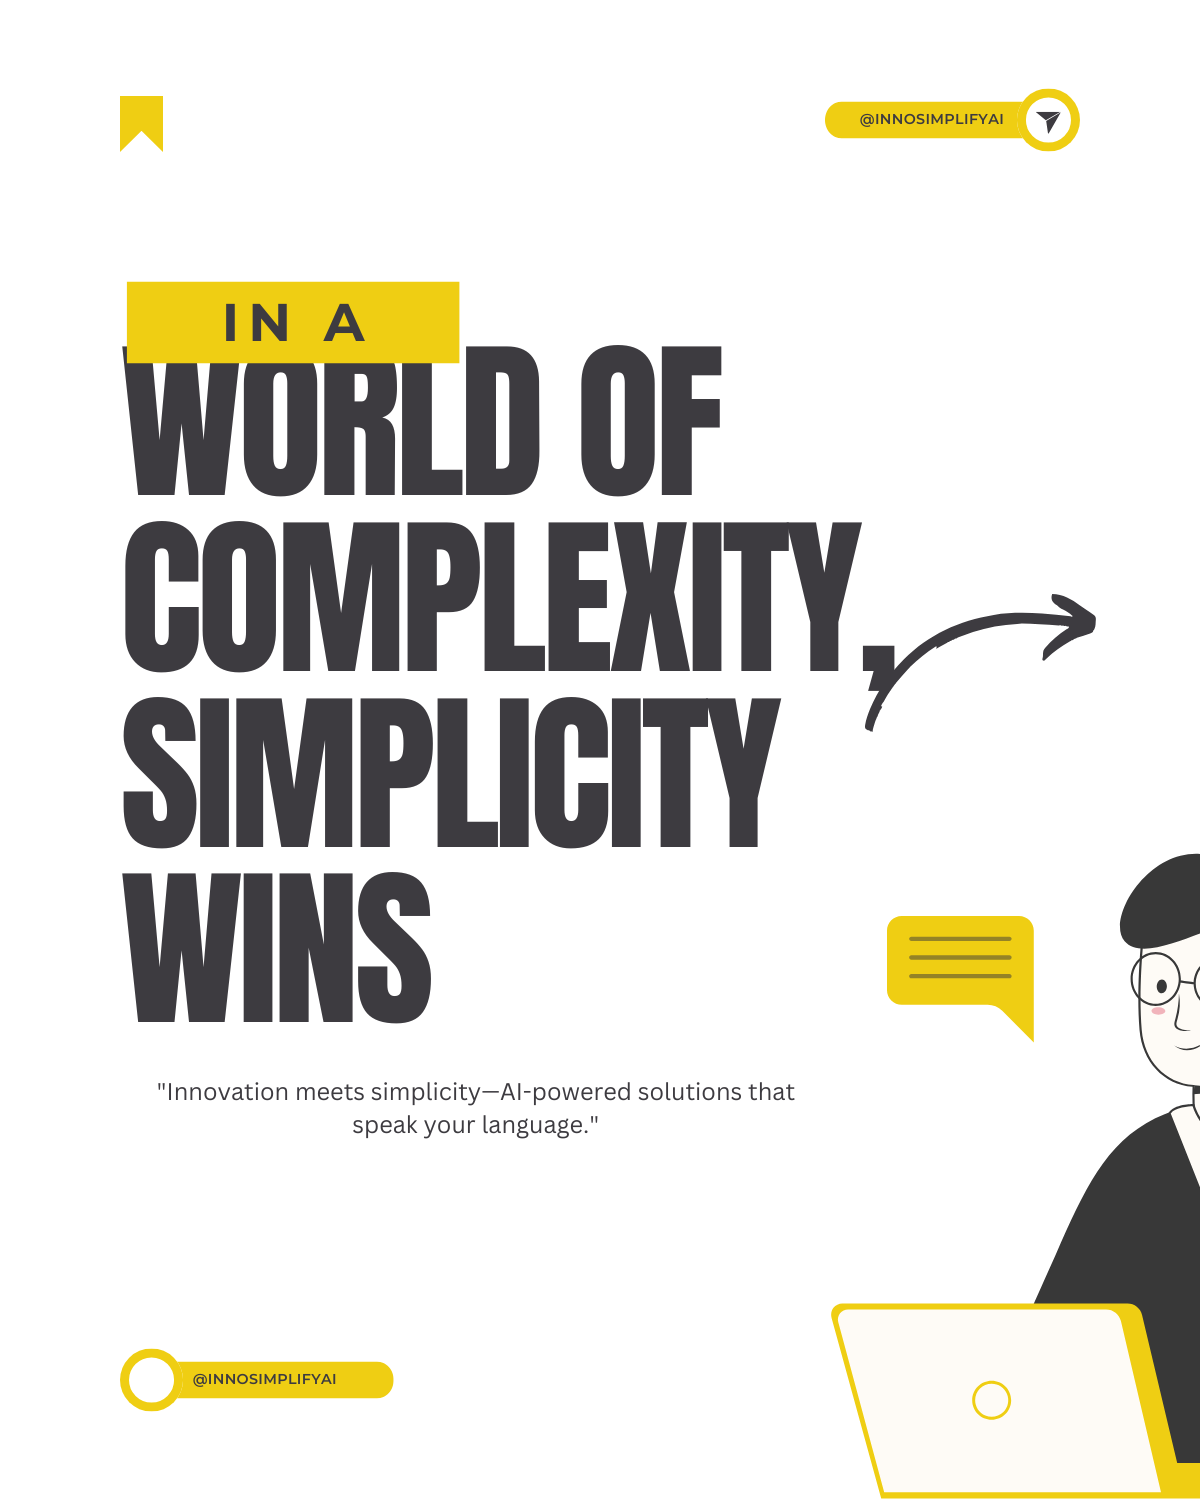 @INNOSIMPLIFYAI
IN A
WORLD OF
COMPLEXITY,
SIMPLICITY
WINS
"Innovation meets simplicity—AI-powered solutions that
speak your language."
@INNOSIMPLIFYAI